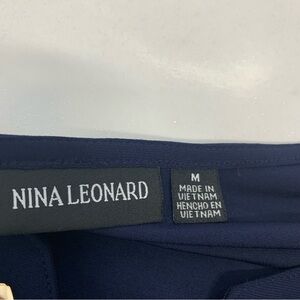 NINA LEONARD
M
MADE IN
VIETNAM
HENCHO EN
VIETNAM